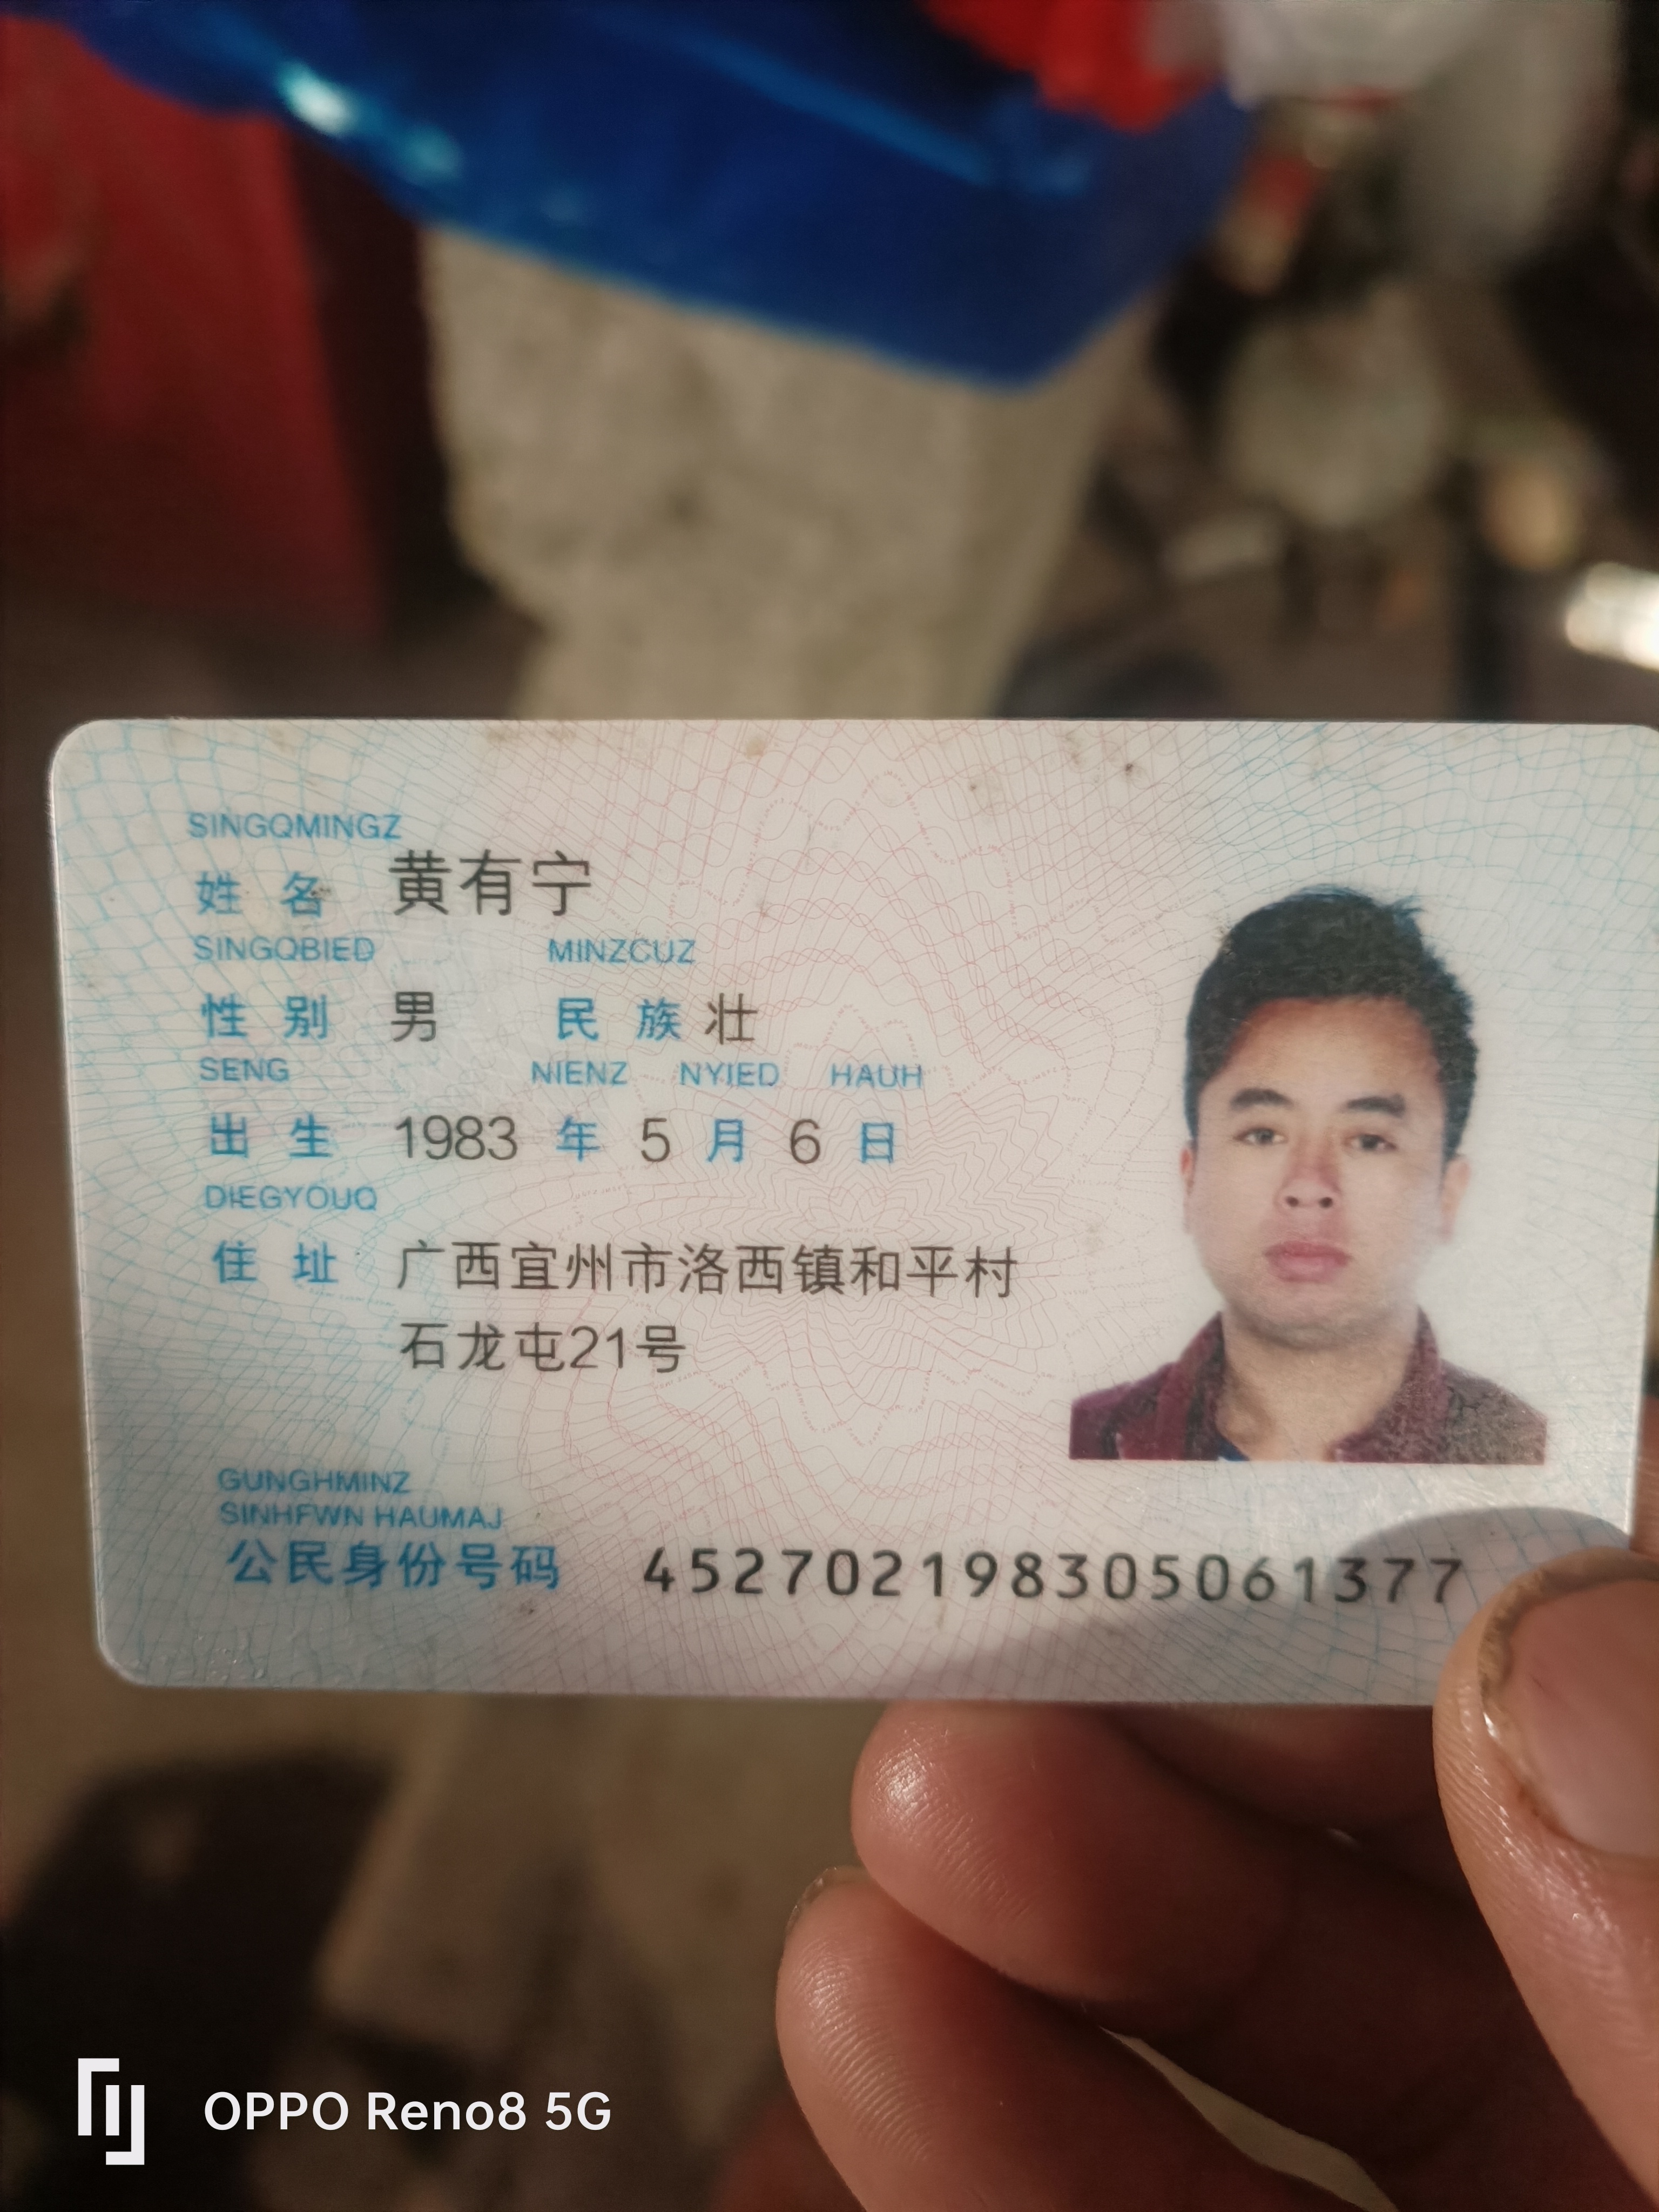 SINGQMINGZ
姓 名 黄有宁
SINGQBIED MINZCUZ
性 别 男 民 族 壮
SENG NIENZ NYIED HAUH
出 生 1983 年 5 月 6 日
DIEGYOUQ
住 址 广西宜州市洛西镇和平村
石龙屯21号
GUNGHMINZ
SINHFWN HAUMAJ
公民身份号码 452702198305061377
OPPO Reno8 5G